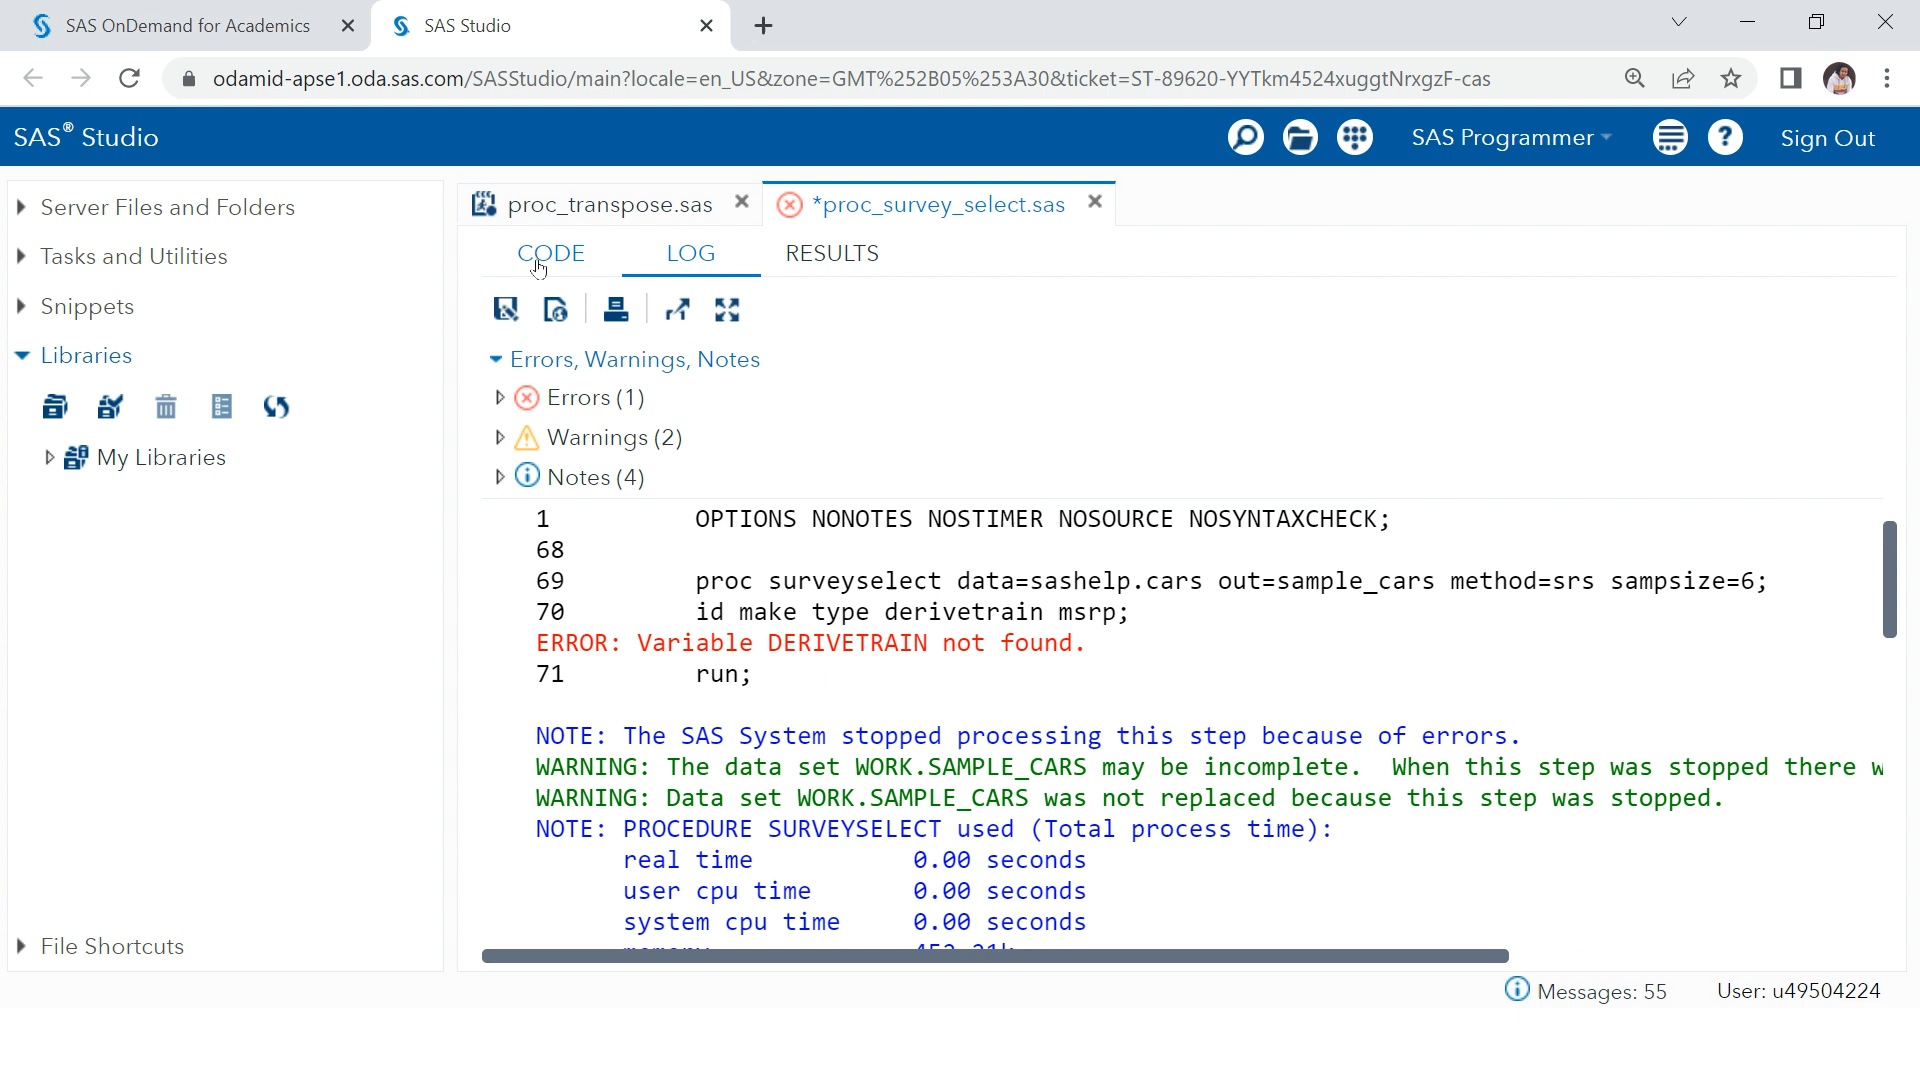 SAS OnDemand for Academics
SAS Studio
odamid-apse1.oda.sas.com/SASStudio/main?locale=en_US&zone=GMT%252B05%253A30&ticket=ST-89620-YYTkm4524xuggtNrxgzF-cas
SAS® Studio
SAS Programmer
Sign Out
Server Files and Folders
Tasks and Utilities
Snippets
Libraries
My Libraries
File Shortcuts
proc_transpose.sas
*proc_survey_select.sas
CODE LOG RESULTS
Errors, Warnings, Notes
Errors (1)
Warnings (2)
Notes (4)
1 OPTIONS NONOTES NOSTIMER NOSOURCE NOSYNTAXCHECK;
68
69 proc surveyselect data=sashelp.cars out=sample_cars method=srs sampsize=6;
70 id make type derivetrain msrp;
ERROR: Variable DERIVETRAIN not found.
71 run;
NOTE: The SAS System stopped processing this step because of errors.
WARNING: The data set WORK.SAMPLE_CARS may be incomplete. When this step was stopped there w
WARNING: Data set WORK.SAMPLE_CARS was not replaced because this step was stopped.
NOTE: PROCEDURE SURVEYSELECT used (Total process time):
real time 0.00 seconds
user cpu time 0.00 seconds
system cpu time 0.00 seconds
Messages: 55
User: u49504224